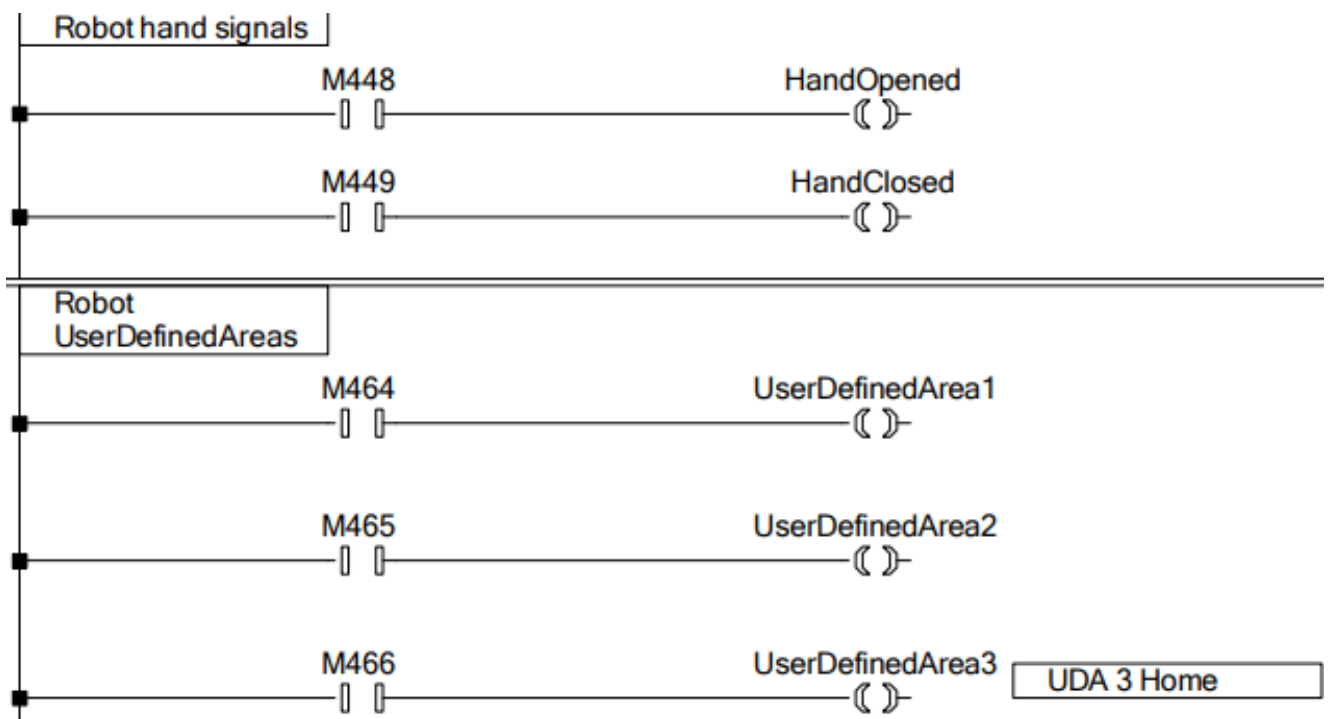 Robot hand signals
M448 HandOpened
M449 HandClosed
Robot
UserDefinedAreas
M464 UserDefinedArea1
M465 UserDefinedArea2
M466 UserDefinedArea3 UDA 3 Home